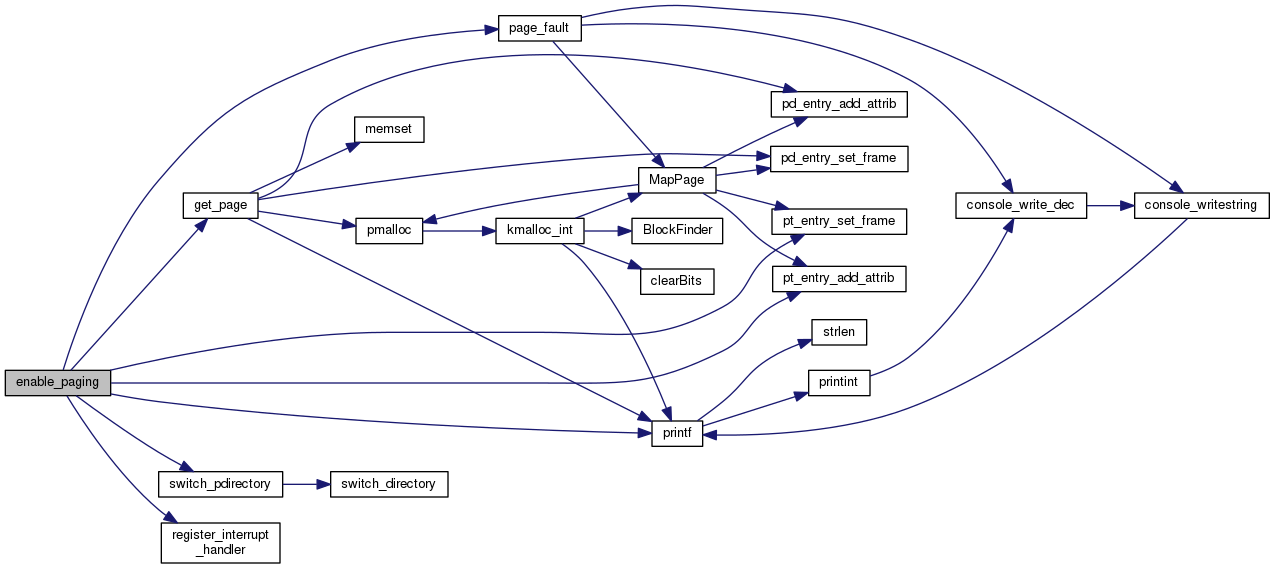 page_fault
pd_entry_add_attrib
memset
pd_entry_set_frame
MapPage
get_page
console_write_dec
console_writestring
pt_entry_set_frame
pmalloc
kmalloc_int
BlockFinder
pt_entry_add_attrib
clearBits
strlen
enable_paging
printint
printf
switch_pdirectory
switch_directory
register_interrupt
_handler